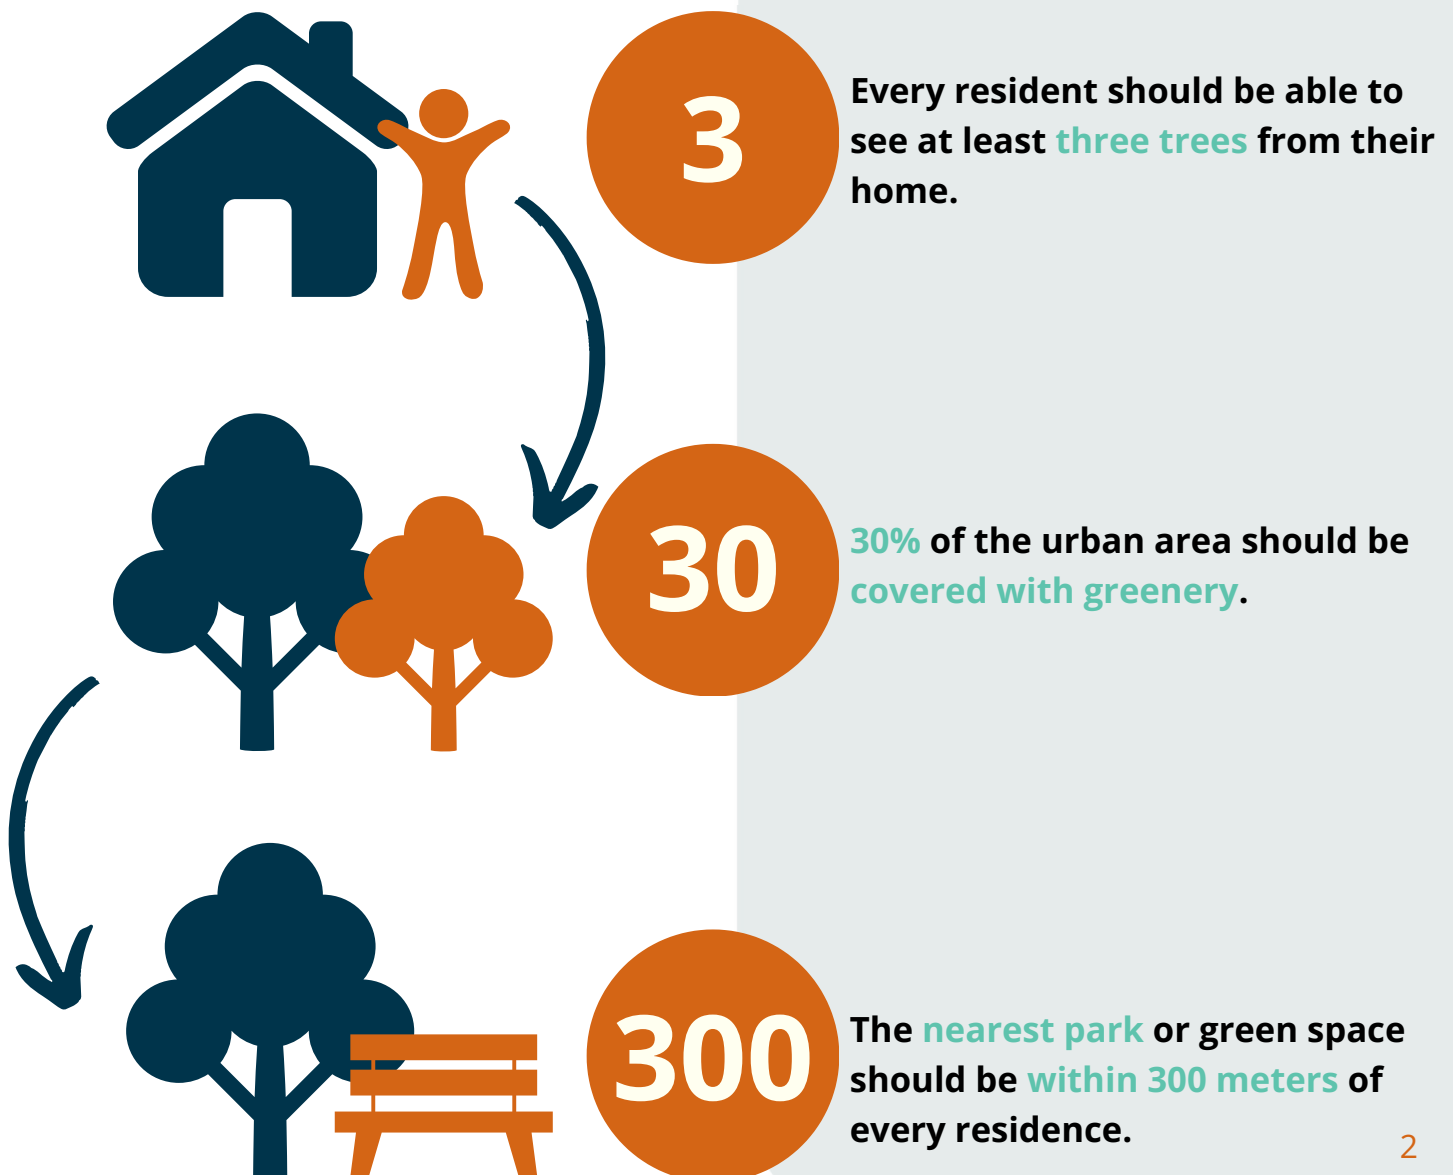 3
Every resident should be able to
see at least three trees from their
home.
30
30% of the urban area should be
covered with greenery.
300
The nearest park or green space
should be within 300 meters of
every residence.
2